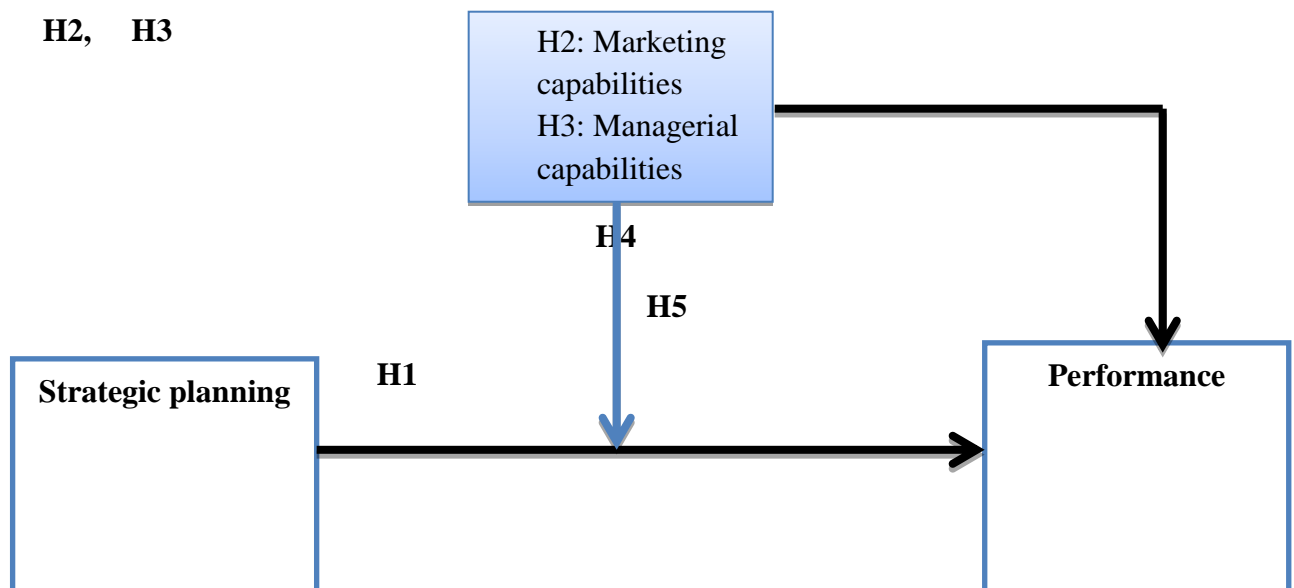 H2, H3
H2: Marketing
capabilities
H3: Managerial
capabilities
H4
H5
H1
Strategic planning
Performance